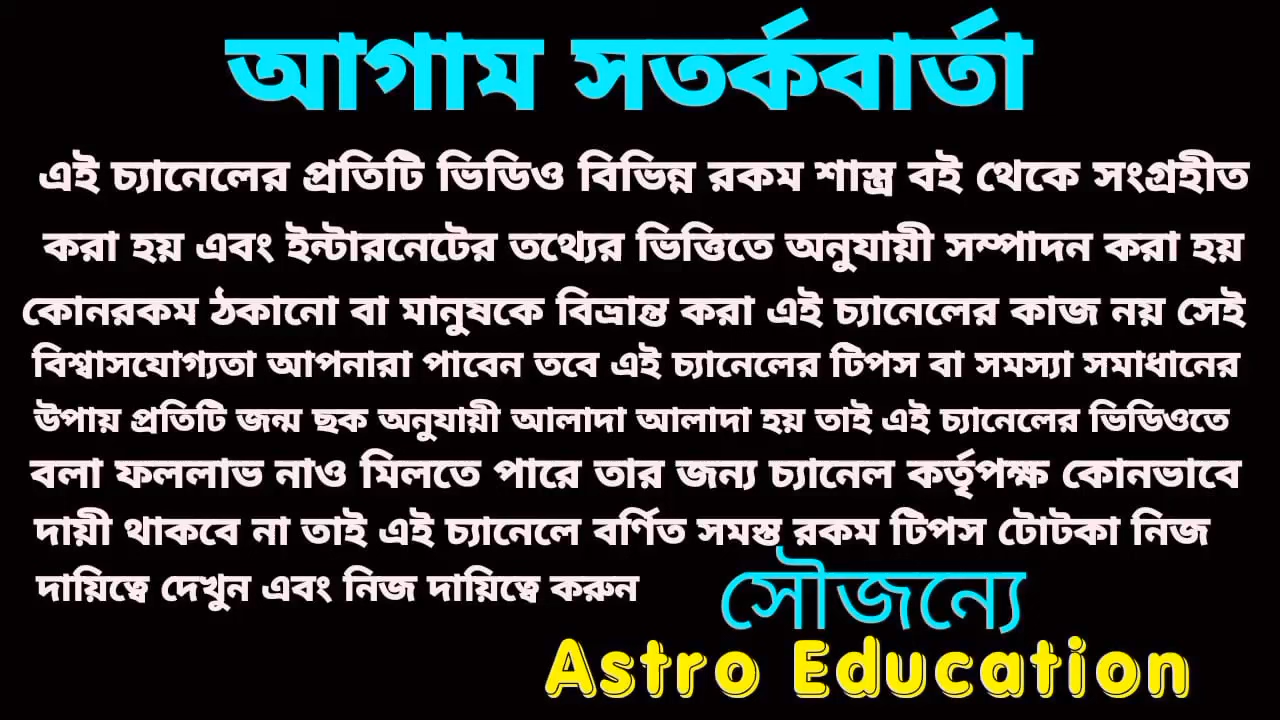 আগাম সতর্কবার্তা
এই চ্যানেলের প্রতিটি ভিডিও বিভিন্ন রকম শাস্ত্র বই থেকে সংগ্রহীত
করা হয় এবং ইন্টারনেটের তথ্যের ভিত্তিতে অনুযায়ী সম্পাদন করা হয়
কোনরকম ঠকানো বা মানুষকে বিভ্রান্ত করা এই চ্যানেলের কাজ নয় সেই
বিশ্বাসযোগ্যতা আপনারা পাবেন তবে এই চ্যানেলের টিপস বা সমস্যা সমাধানের
উপায় প্রতিটি জন্ম ছক অনুযায়ী আলাদা আলাদা হয় তাই এই চ্যানেলের ভিডিওতে
বলা ফললাভ নাও মিলতে পারে তার জন্য চ্যানেল কর্তৃপক্ষ কোনভাবে
দায়ী থাকবে না তাই এই চ্যানেলে বর্ণিত সমস্ত রকম টিপস টোটকা নিজ
দায়িত্বে দেখুন এবং নিজ দায়িত্বে করুন
সৌজন্যে
Astro Education